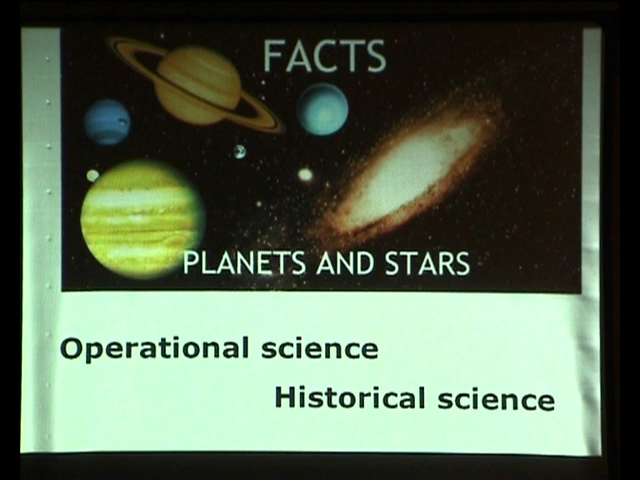 FACTS
PLANETS AND STARS
Operational science
Historical science